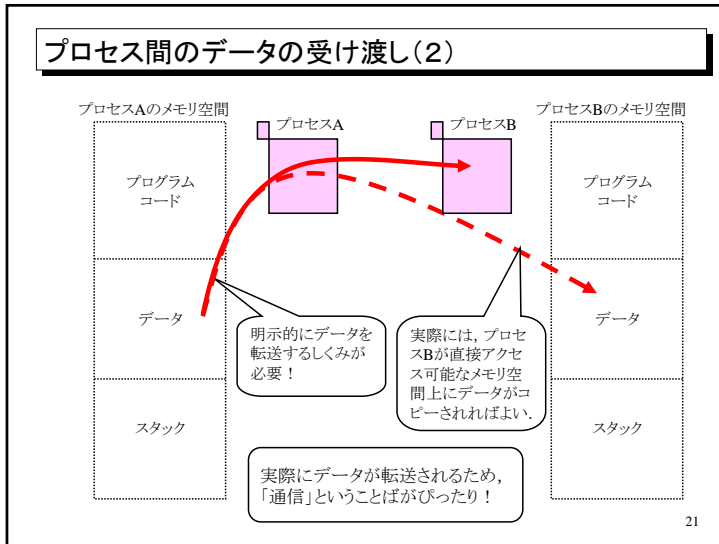 プロセス間のデータの受け渡し(2)
プロセスAのメモリ空間
プロセスA
プロセスB
プロセスBのメモリ空間
プログラム
コード
プログラム
コード
データ
明示的にデータを
転送するしくみが
必要!
実際には,プロセ
スBが直接アクセ
ス可能なメモリ空
間上にデータがコ
ピーされればよい.
データ
スタック
スタック
実際にデータが転送されるため,
「通信」ということばがぴったり!
21